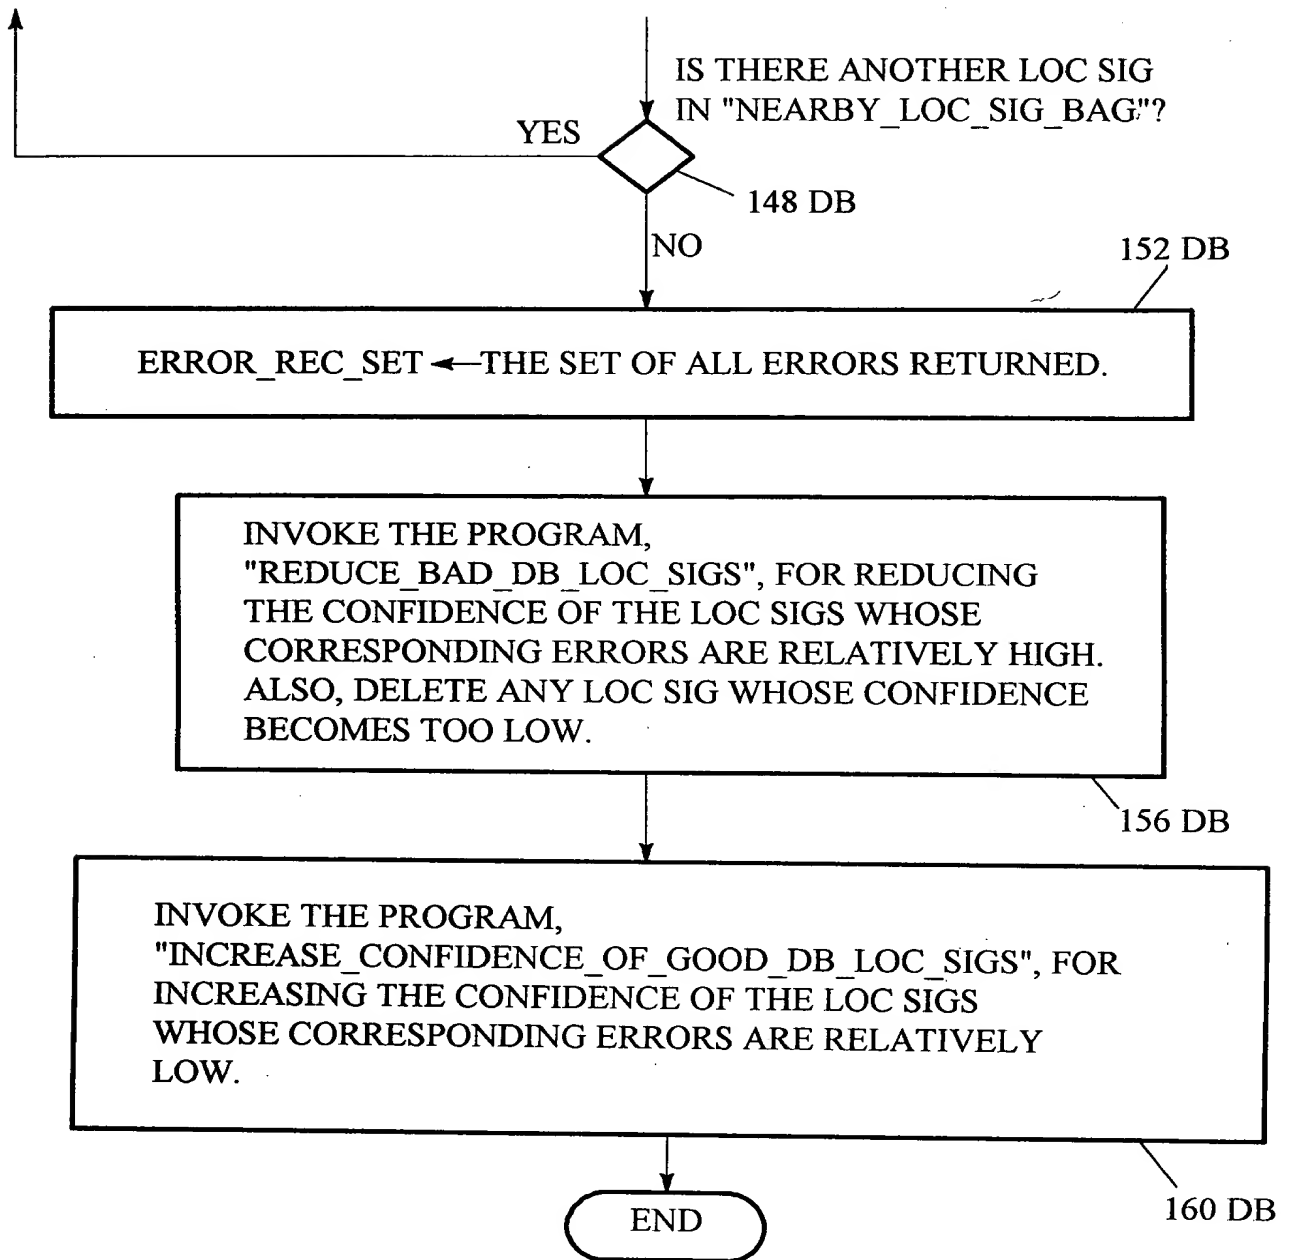 IS THERE ANOTHER LOC SIG
IN "NEARBY_LOC_SIG_BAG"?
YES
148 DB
NO
152 DB
ERROR_REC_SET ← THE SET OF ALL ERRORS RETURNED.
INVOKE THE PROGRAM,
"REDUCE_BAD_DB_LOC_SIGS", FOR REDUCING
THE CONFIDENCE OF THE LOC SIGS WHOSE
CORRESPONDING ERRORS ARE RELATIVELY HIGH.
ALSO, DELETE ANY LOC SIG WHOSE CONFIDENCE
BECOMES TOO LOW.
156 DB
INVOKE THE PROGRAM,
"INCREASE_CONFIDENCE_OF_GOOD_DB_LOC_SIGS", FOR
INCREASING THE CONFIDENCE OF THE LOC SIGS
WHOSE CORRESPONDING ERRORS ARE RELATIVELY
LOW.
160 DB
END